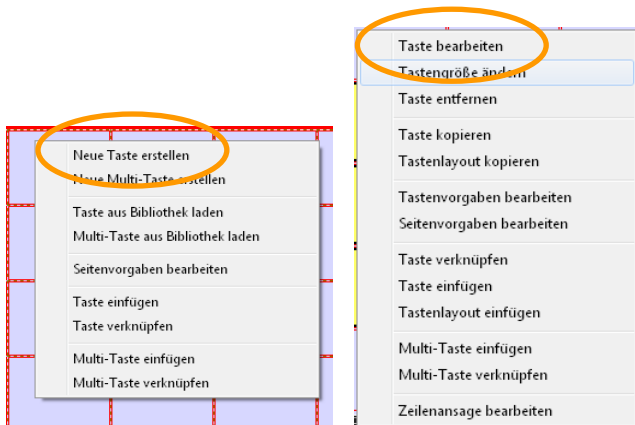 Neue Taste erstellen
Neue Multi-Taste erstellen
Taste aus Bibliothek laden
Multi-Taste aus Bibliothek laden
Seitenvorgaben bearbeiten
Taste einfügen
Taste verknüpfen
Multi-Taste einfügen
Multi-Taste verknüpfen
Taste bearbeiten
Tastengröße ändern
Taste entfernen
Taste kopieren
Tastenlayout kopieren
Tastenvorgaben bearbeiten
Seitenvorgaben bearbeiten
Taste verknüpfen
Taste einfügen
Tastenlayout einfügen
Multi-Taste einfügen
Multi-Taste verknüpfen
Zeilenansage bearbeiten